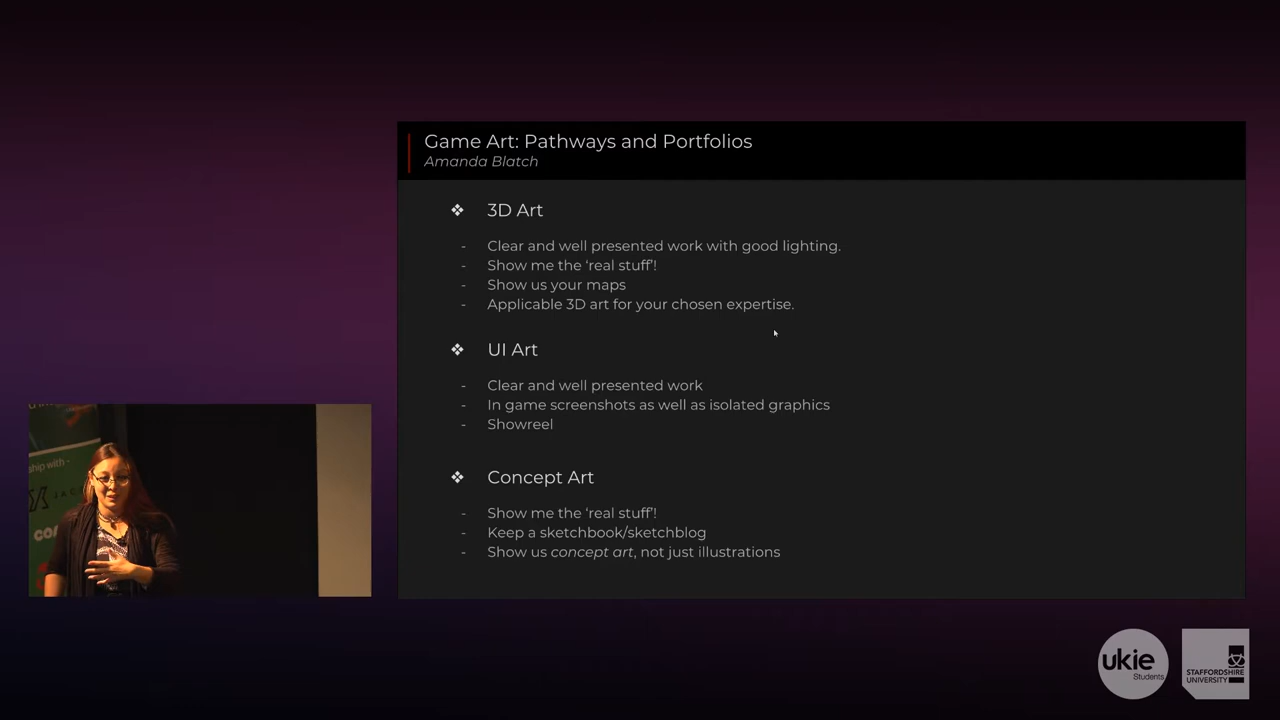 Game Art: Pathways and Portfolios
Amanda Blatch
❖ 3D Art
- Clear and well presented work with good lighting.
- Show me the ‘real stuff’!
- Show us your maps
- Applicable 3D art for your chosen expertise.
❖ UI Art
- Clear and well presented work
- In game screenshots as well as isolated graphics
- Showreel
❖ Concept Art
- Show me the ‘real stuff’!
- Keep a sketchbook/sketchblog
- Show us concept art, not just illustrations
ship with -
ukie
Students
STAFFORDSHIRE
UNIVERSITY